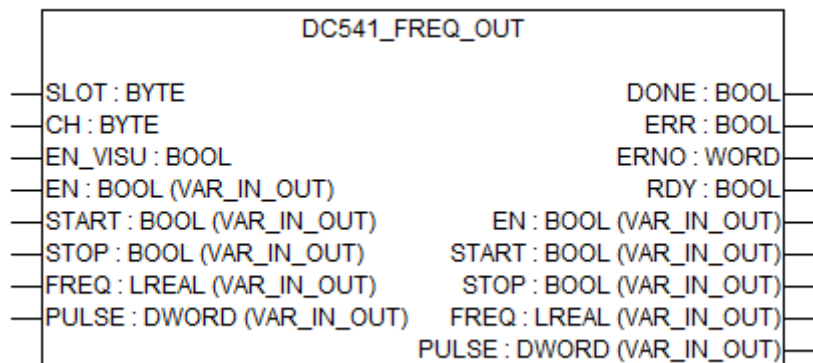 DC541_FREQ_OUT
SLOT : BYTE DONE : BOOL
CH : BYTE ERR : BOOL
EN_VISU : BOOL ERNO : WORD
EN : BOOL (VAR_IN_OUT) RDY : BOOL
START : BOOL (VAR_IN_OUT) EN : BOOL (VAR_IN_OUT)
STOP : BOOL (VAR_IN_OUT) START : BOOL (VAR_IN_OUT)
FREQ : LREAL (VAR_IN_OUT) STOP : BOOL (VAR_IN_OUT)
PULSE : DWORD (VAR_IN_OUT) FREQ : LREAL (VAR_IN_OUT)
PULSE : DWORD (VAR_IN_OUT)